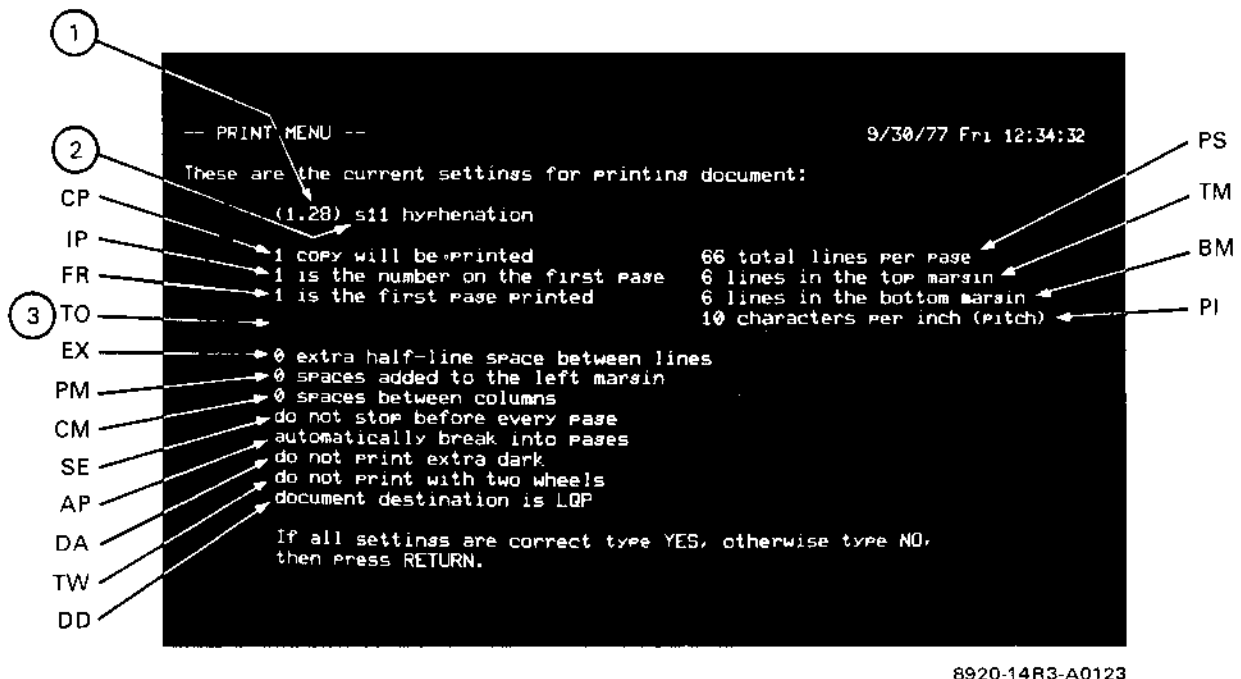 1
-- PRINT MENU --
9/30/77 Fri 12:34:32
2
PS
These are the current settings for printing document:
CP
TM
(1.28) s11 hyphenation
IP
1 copy will be printed
66 total lines per page
BM
FR
1 is the number on the first page
6 lines in the top margin
1 is the first page printed
6 lines in the bottom margin
3 TO
10 characters per inch (pitch)
PI
EX
0 extra half-line space between lines
PM
0 spaces added to the left margin
0 spaces between columns
CM
do not stop before every page
automatically break into pages
SE
do not print extra dark
do not print with two wheels
AP
document destination is LQP
DA
If all settings are correct type YES, otherwise type NO,
then press RETURN.
TW
DD
8920-14R3-A0123